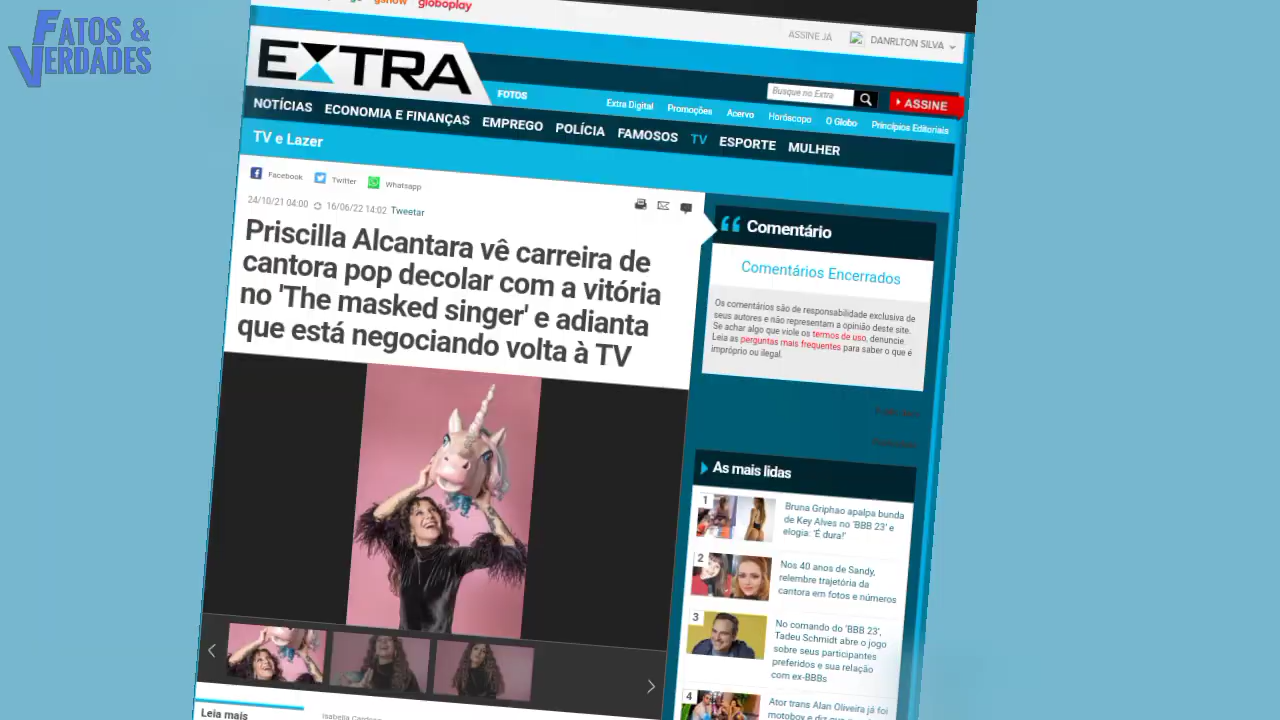 FATOS &
VERDADES
gshow globoplay
ASSINE JÁ DANRLTON SILVA
EXTRA
FOTOS
Busque no Extra
ASSINE
Extra Digital Promoções Acervo Horóscopo O Globo Princípios Editoriais
NOTÍCIAS ECONOMIA E FINANÇAS EMPREGO POLÍCIA FAMOSOS TV ESPORTE MULHER
TV e Lazer
Facebook Twitter Whatsapp
24/10/21 04:00 16/06/22 14:02 Tweetar
Priscilla Alcantara vê carreira de
cantora pop decolar com a vitória
no 'The masked singer' e adianta
que está negociando volta à TV
Leia mais
Comentário
Comentários Encerrados
Os comentários são de responsabilidade exclusiva de
seus autores e não representam a opinião deste site.
Se achar algo que viole os termos de uso, denuncie.
Leia as perguntas mais frequentes para saber o que é
impróprio ou ilegal.
As mais lidas
1
Bruna Griphao apalpa bunda
de Key Alves no 'BBB 23' e
elogia: 'É dura!'
2
Nos 40 anos de Sandy,
relembre trajetória da
cantora em fotos e números
3
No comando do 'BBB 23',
Tadeu Schmidt abre o jogo
sobre seus participantes
preferidos e sua relação
com ex-BBBs
4
Ator trans Alan Oliveira já foi